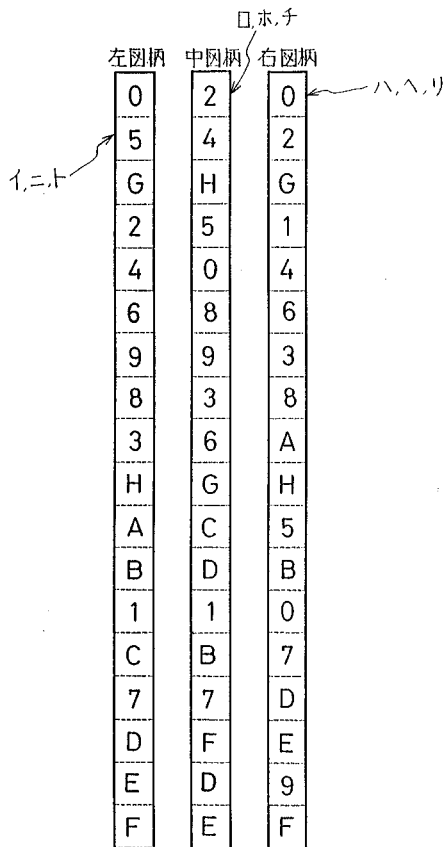 ロ,ホ,チ
左図柄 中図柄 右図柄
0 2 0
ハ,ヘ,リ
5 4 2
イ,ニ,ト
G H G
2 5 1
4 0 4
6 8 6
9 9 3
8 3 8
3 6 A
H G H
A C 5
B D B
1 1 0
C B 7
7 7 D
D F E
E D 9
F E F